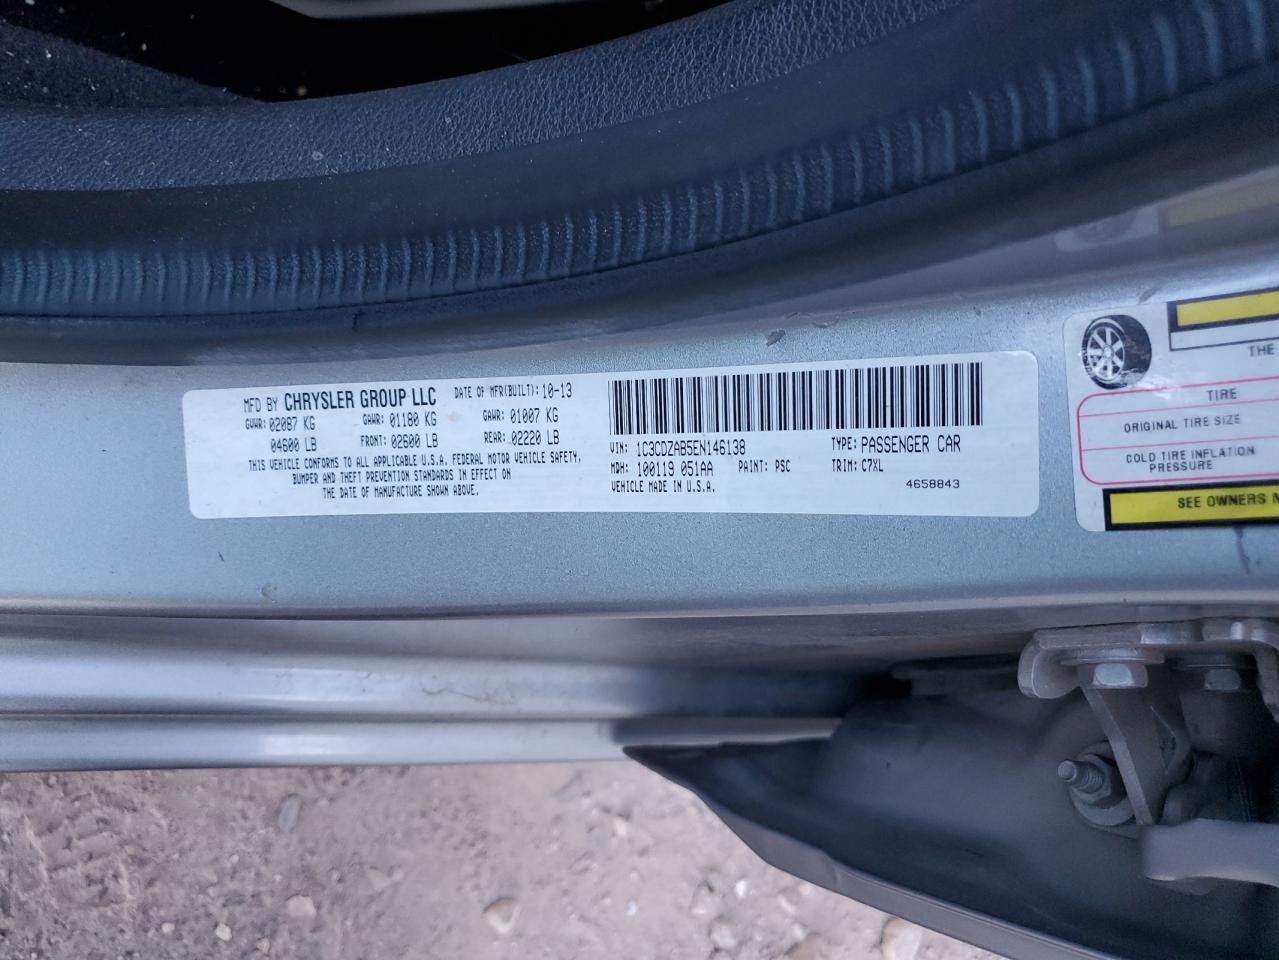 MFD BY CHRYSLER GROUP LLC DATE OF MFR(BUILT): 10-13
GVWR: 02087 KG GAWR: 01180 KG GAWR: 01007 KG
04600 LB FRONT: 02600 LB REAR: 02220 LB
THIS VEHICLE CONFORMS TO ALL APPLICABLE U.S.A. FEDERAL MOTOR VEHICLE SAFETY,
BUMPER AND THEFT PREVENTION STANDARDS IN EFFECT ON
THE DATE OF MANUFACTURE SHOWN ABOVE.
VIN: 1C3CDZAB5EN146138 TYPE: PASSENGER CAR
MDH: 100119 051AA PAINT: PSC TRIM: C7XL
VEHICLE MADE IN U.S.A. 4658843
THE
TIRE
ORIGINAL TIRE SIZE
COLD TIRE INFLATION
PRESSURE
SEE OWNERS